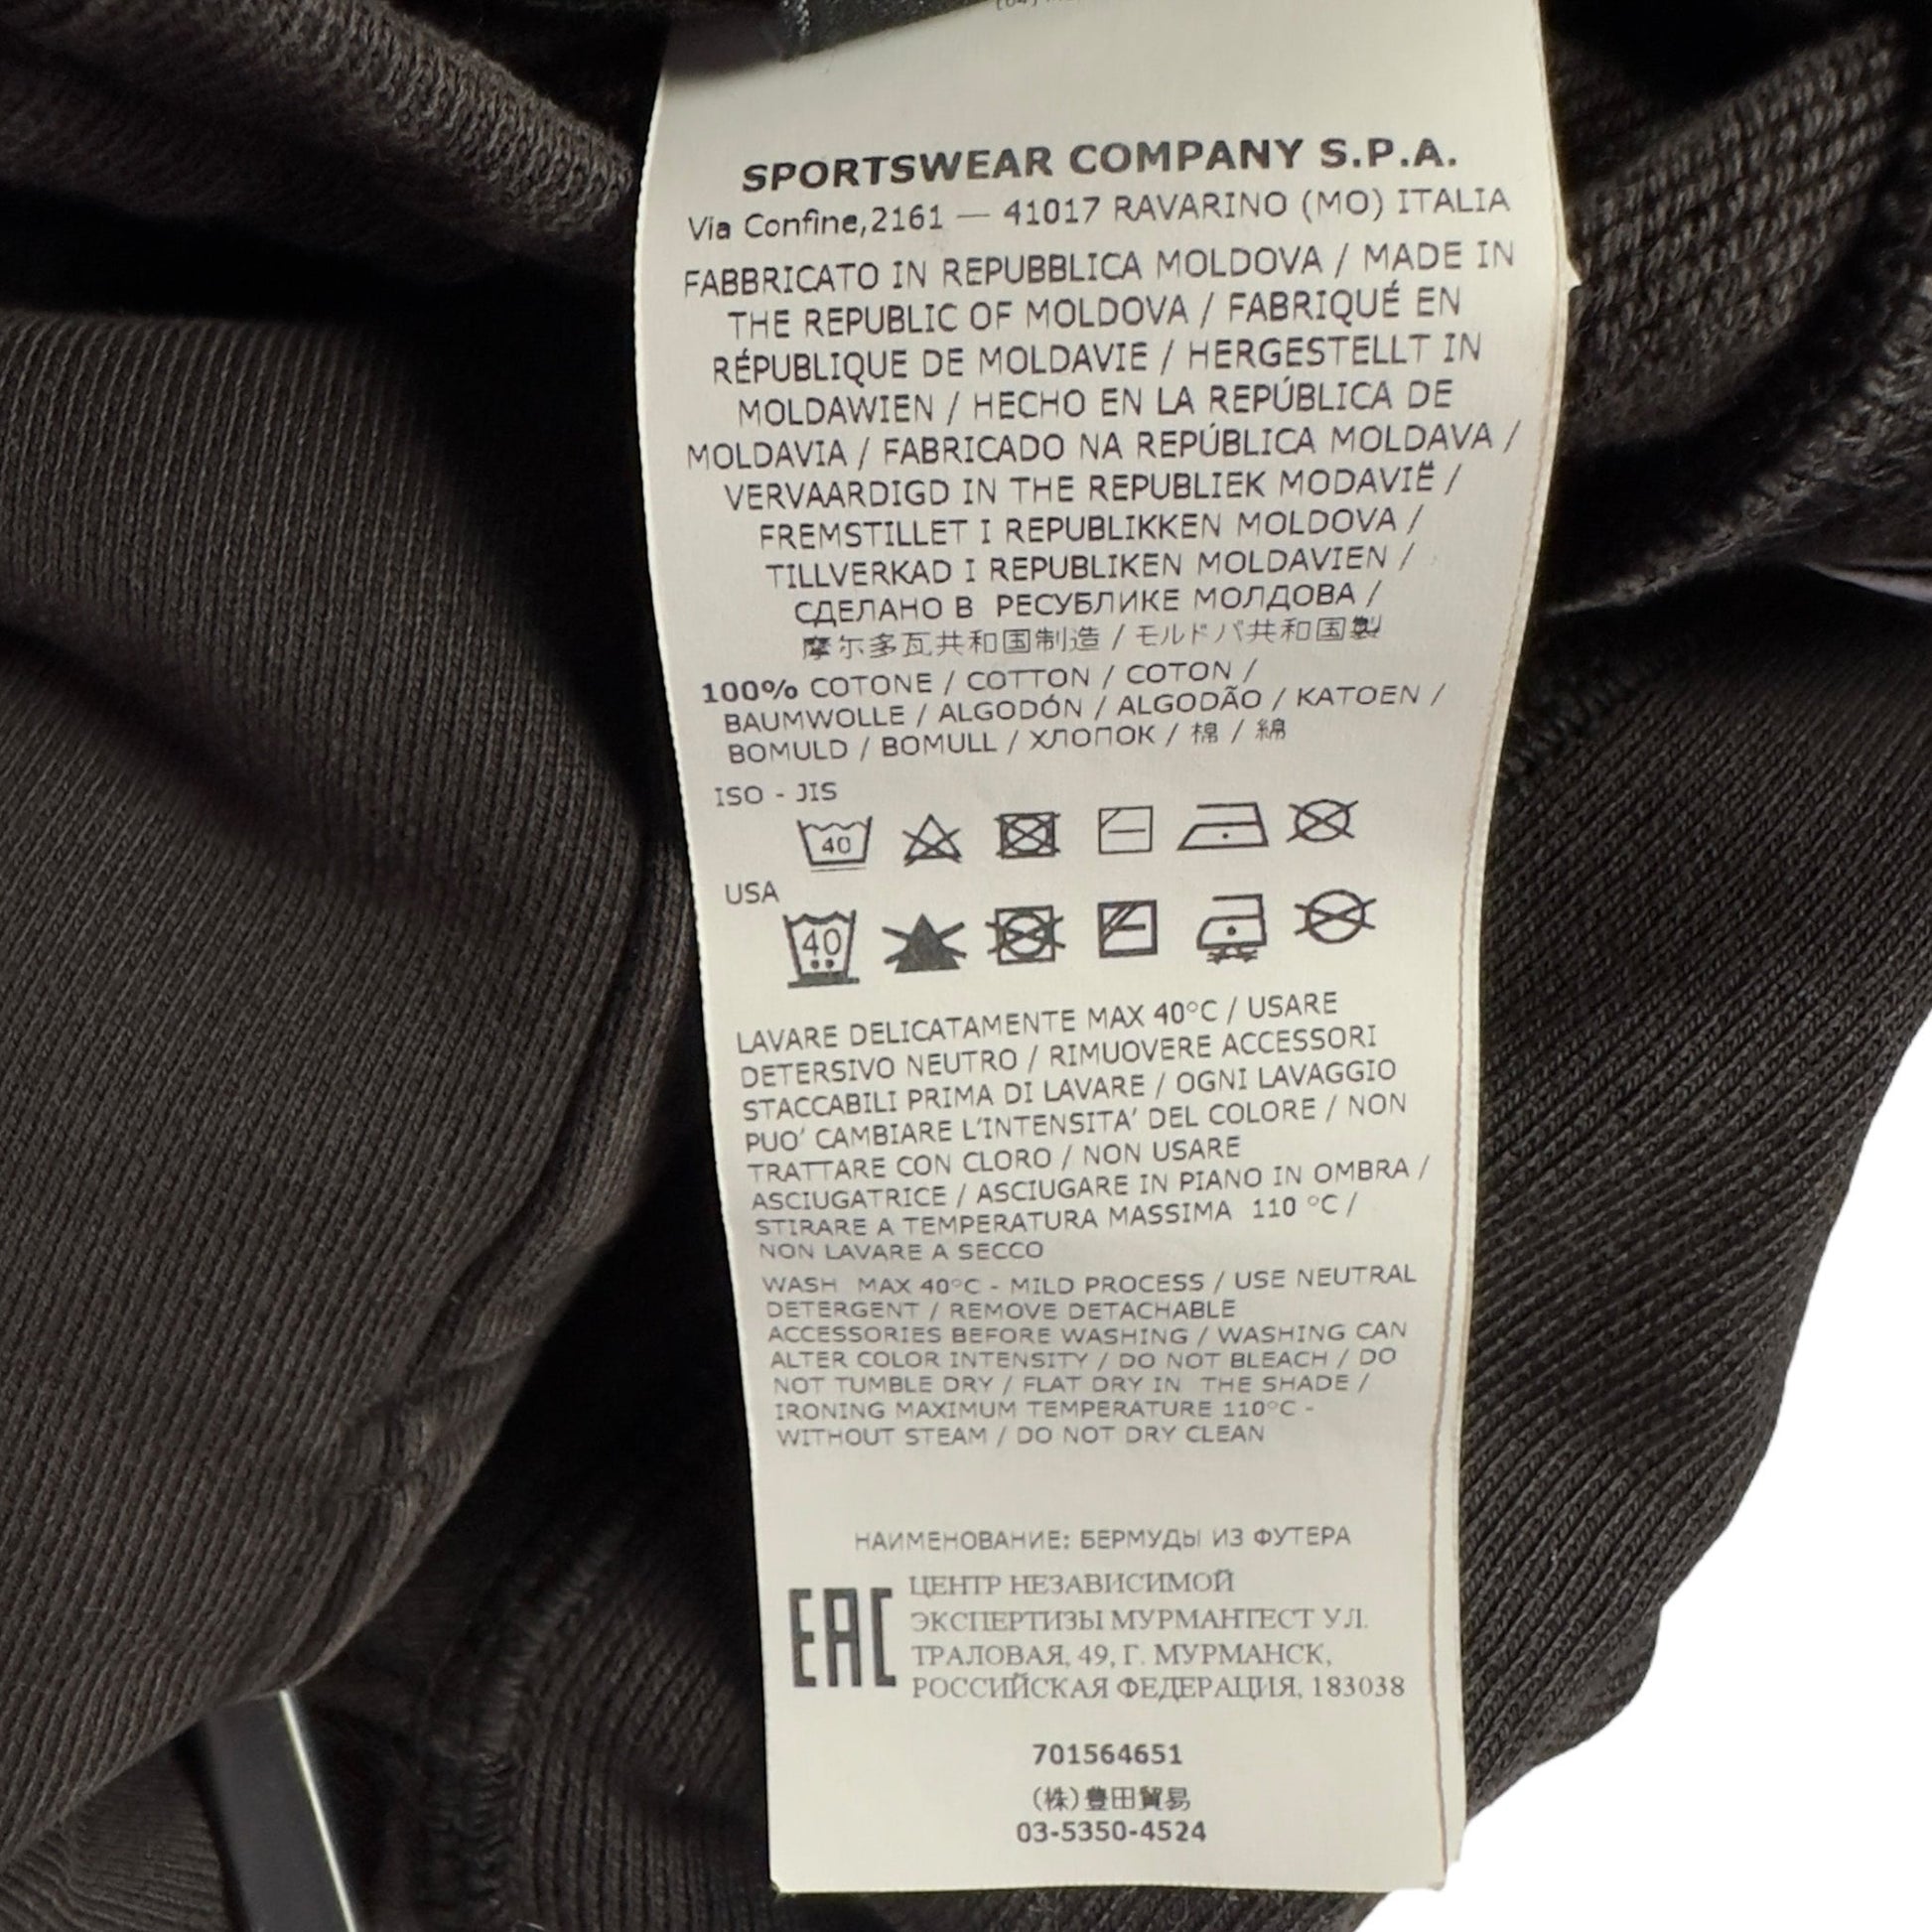 SPORTSWEAR COMPANY S.P.A.
Via Confine,2161 — 41017 RAVARINO (MO) ITALIA
FABBRICATO IN REPUBBLICA MOLDOVA / MADE IN
THE REPUBLIC OF MOLDOVA / FABRIQUÉ EN
RÉPUBLIQUE DE MOLDAVIE / HERGESTELLT IN
MOLDAWIEN / HECHO EN LA REPÚBLICA DE
MOLDAVIA / FABRICADO NA REPÚBLICA MOLDAVA /
VERVAARDIGD IN THE REPUBLIEK MODAVIË /
FREMSTILLET I REPUBLIKKEN MOLDOVA /
TILLVERKAD I REPUBLIKEN MOLDAVIEN /
СДЕЛАНО В РЕСУБЛИКЕ МОЛДОВА /
摩尔多瓦共和国制造 / モルドバ共和国製
100% COTONE / COTTON / COTON /
BAUMWOLLE / ALGODÓN / ALGODÃO / KATOEN /
BOMULD / BOMULL / ХЛОПОК / 棉 / 綿
ISO - JIS
40
USA
40
LAVARE DELICATAMENTE MAX 40°C / USARE
DETERSIVO NEUTRO / RIMUOVERE ACCESSORI
STACCABILI PRIMA DI LAVARE / OGNI LAVAGGIO
PUO' CAMBIARE L'INTENSITA' DEL COLORE / NON
TRATTARE CON CLORO / NON USARE
ASCIUGATRICE / ASCIUGARE IN PIANO IN OMBRA /
STIRARE A TEMPERATURA MASSIMA 110 °C /
NON LAVARE A SECCO
WASH MAX 40°C - MILD PROCESS / USE NEUTRAL
DETERGENT / REMOVE DETACHABLE
ACCESSORIES BEFORE WASHING / WASHING CAN
ALTER COLOR INTENSITY / DO NOT BLEACH / DO
NOT TUMBLE DRY / FLAT DRY IN THE SHADE /
IRONING MAXIMUM TEMPERATURE 110°C -
WITHOUT STEAM / DO NOT DRY CLEAN
НАИМЕНОВАНИЕ: БЕРМУДЫ ИЗ ФУТЕРА
EAC
ЦЕНТР НЕЗАВИСИМОЙ
ЭКСПЕРТИЗЫ МУРМАНТЕСТ УЛ.
ТРАЛОВАЯ, 49, Г. МУРМАНСК,
РОССИЙСКАЯ ФЕДЕРАЦИЯ, 183038
701564651
(株)豊田貿易
03-5350-4524